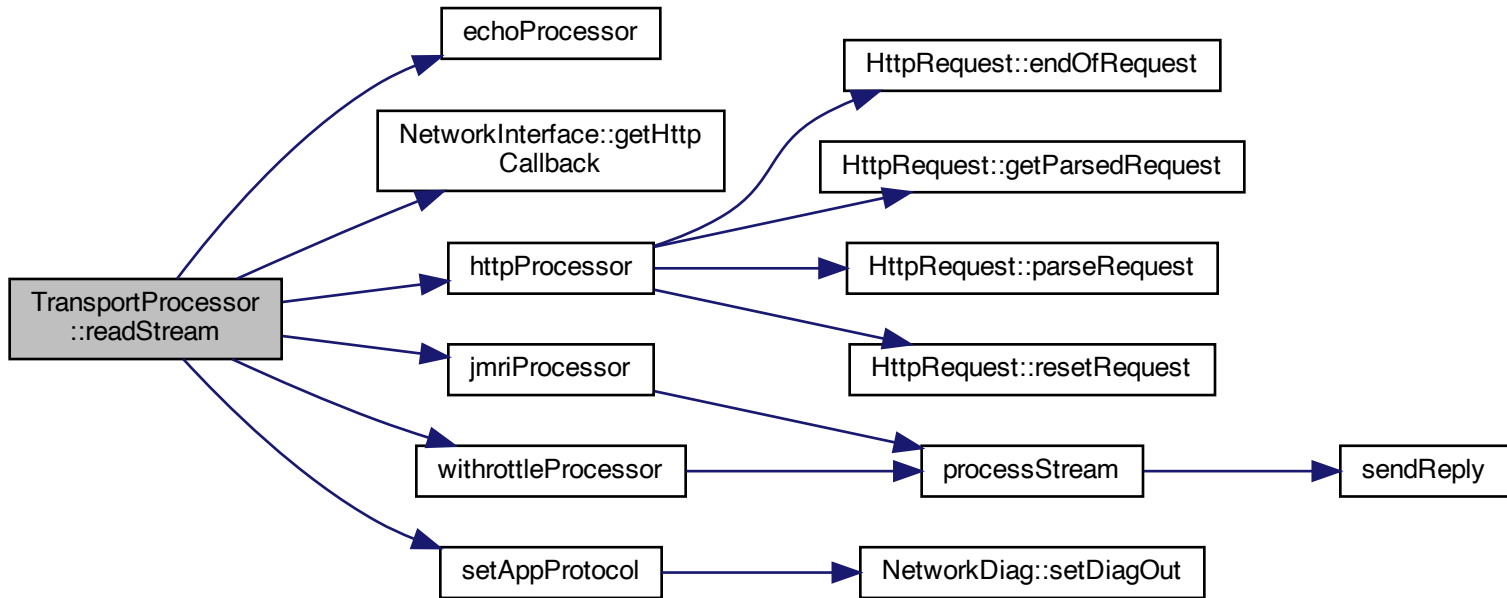 echoProcessor
HttpRequest::endOfRequest
NetworkInterface::getHttp
Callback
HttpRequest::getParsedRequest
httpProcessor
HttpRequest::parseRequest
TransportProcessor
::readStream
jmriProcessor
HttpRequest::resetRequest
withrottleProcessor
processStream
sendReply
setAppProtocol
NetworkDiag::setDiagOut